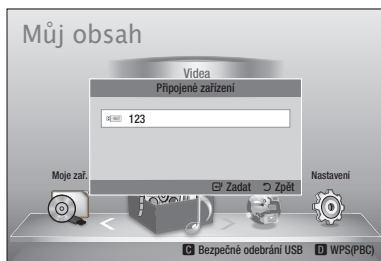 Můj obsah
Videa
Připojené zařízení
123
Moje zař.
Nastavení
Zadat Zpět
C Bezpečné odebrání USB D WPS(PBC)